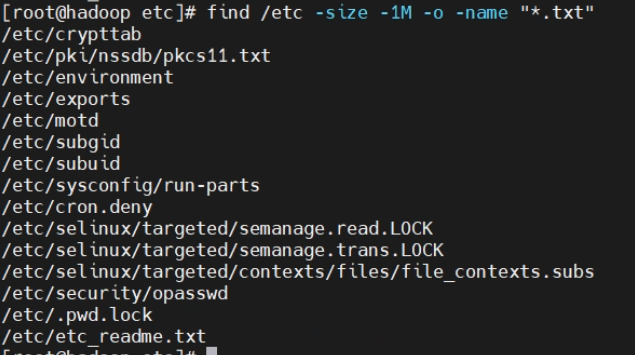 [root@hadoop etc]# find /etc -size -1M -o -name "*.txt"
/etc/crypttab
/etc/pki/nssdb/pkcs11.txt
/etc/environment
/etc/exports
/etc/motd
/etc/subgid
/etc/subuid
/etc/sysconfig/run-parts
/etc/cron.deny
/etc/selinux/targeted/semanage.read.LOCK
/etc/selinux/targeted/semanage.trans.LOCK
/etc/selinux/targeted/contexts/files/file_contexts.subs
/etc/security/opasswd
/etc/.pwd.lock
/etc/etc_readme.txt
[root@hadoop etc]#